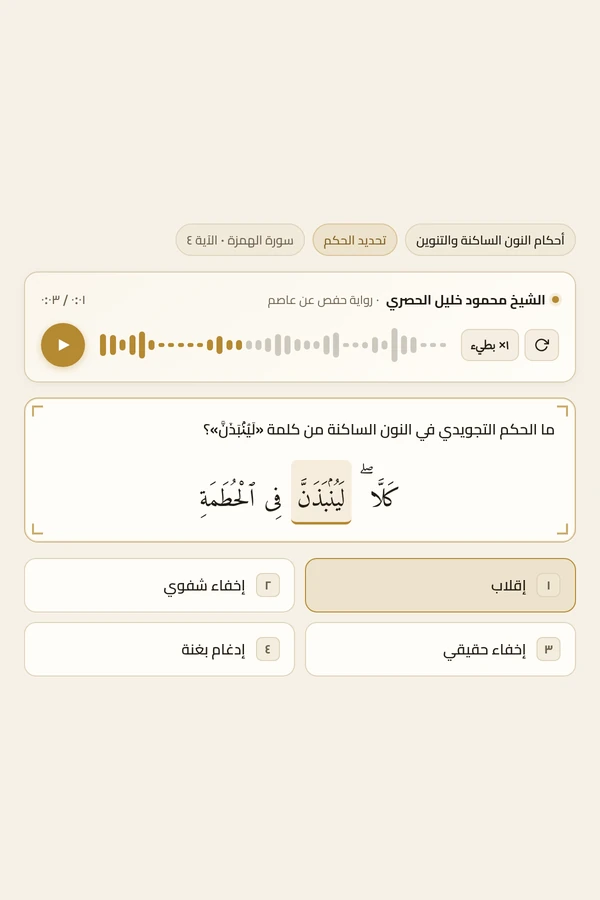 أحكام النون الساكنة والتنوين
تحديد الحكم
سورة الهمزة · الآية ٤
الشيخ محمود خليل الحصري · رواية حفص عن عاصم
٠:٠١ / ٠:٠٣
١× بطيء
ما الحكم التجويدي في النون الساكنة من كلمة «لَيُنۢبَذَنَّ»؟
كَلَّا ۖ لَيُنۢبَذَنَّ فِى ٱلْحُطَمَةِ
١ إقلاب
٢ إخفاء شفوي
٣ إخفاء حقيقي
٤ إدغام بغنة